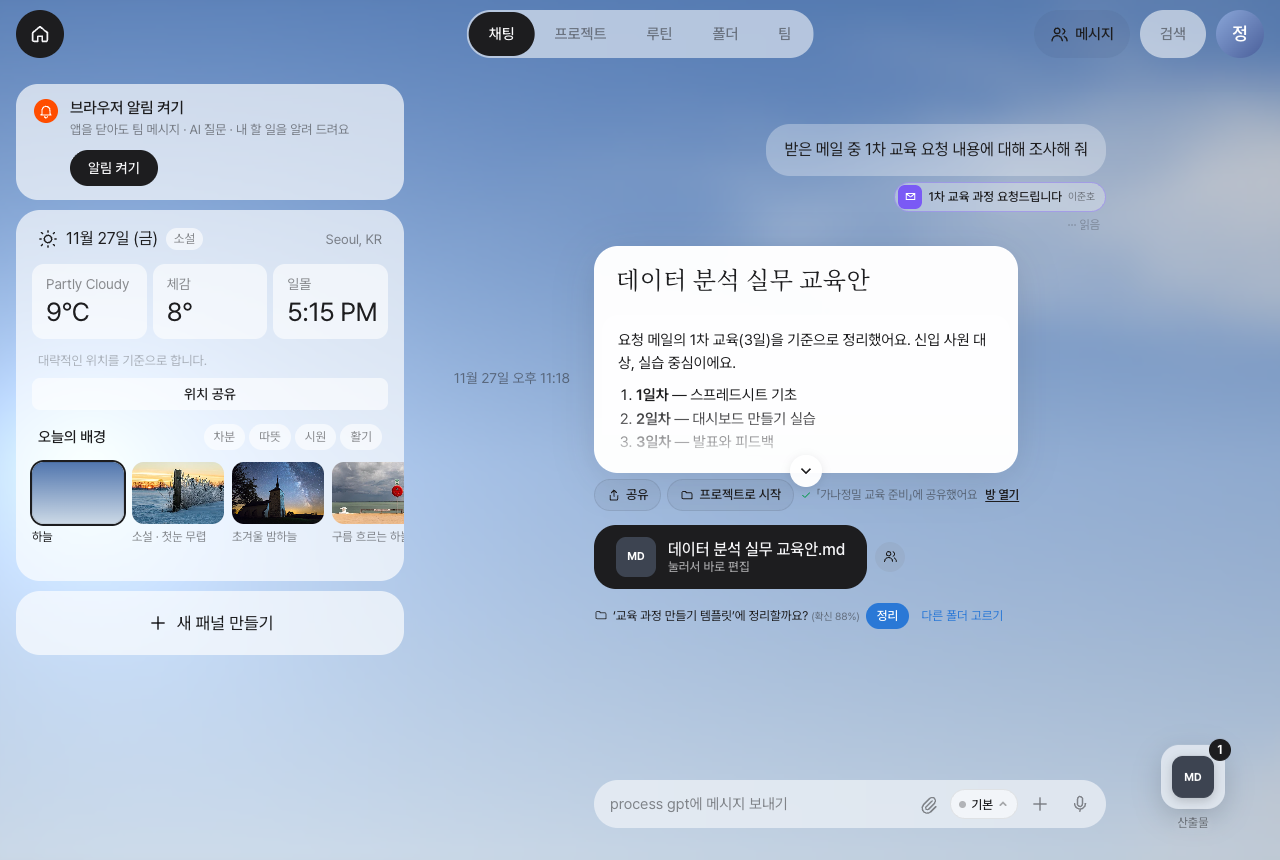 채팅
프로젝트
루틴
폴더
팀
메시지
검색
정
브라우저 알림 켜기
앱을 닫아도 팀 메시지 · AI 질문 · 내 할 일을 알려 드려요
알림 켜기
11월 27일 (금)
소설
Seoul, KR
Partly Cloudy
9°C
체감
8°
일몰
5:15 PM
대략적인 위치를 기준으로 합니다.
위치 공유
오늘의 배경
차분
따뜻
시원
활기
하늘
소설 · 첫눈 무렵
초겨울 밤하늘
구름 흐르는 하늘
새 패널 만들기
받은 메일 중 1차 교육 요청 내용에 대해 조사해 줘
1차 교육 과정 요청드립니다 이준호
··· 읽음
11월 27일 오후 11:18
데이터 분석 실무 교육안
요청 메일의 1차 교육(3일)을 기준으로 정리했어요. 신입 사원 대
상, 실습 중심이에요.
1. 1일차 — 스프레드시트 기초
2. 2일차 — 대시보드 만들기 실습
3. 3일차 — 발표와 피드백
공유
프로젝트로 시작
「가나정밀 교육 준비」에 공유했어요
방 열기
MD
데이터 분석 실무 교육안.md
눌러서 바로 편집
‘교육 과정 만들기 템플릿’에 정리할까요? (확신 88%)
정리
다른 폴더 고르기
process gpt에 메시지 보내기
기본
1
MD
산출물